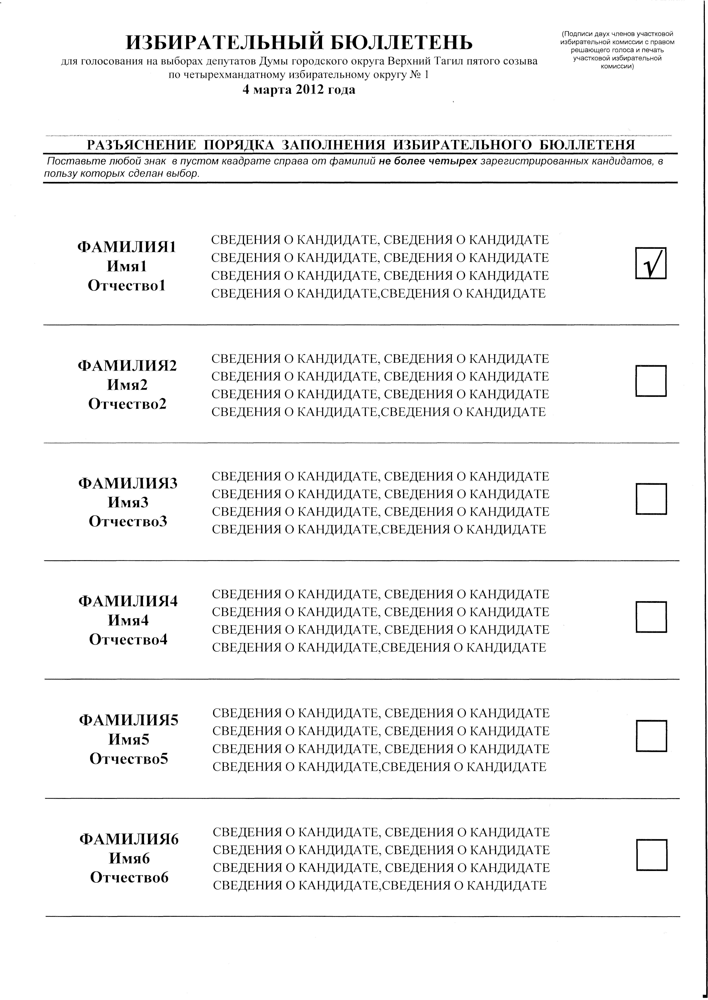 ИЗБИРАТЕЛЬНЫЙ БЮЛЛЕТЕНЬ
для голосования на выборах депутатов Думы городского округа Верхний Тагил пятого созыва
по четырехмандатному избирательному округу № 1
4 марта 2012 года
(Подписи двух членов участковой
избирательной комиссии с правом
решающего голоса и печать
участковой избирательной
комиссии)
РАЗЪЯСНЕНИЕ ПОРЯДКА ЗАПОЛНЕНИЯ ИЗБИРАТЕЛЬНОГО БЮЛЛЕТЕНЯ
Поставьте любой знак в пустом квадрате справа от фамилий не более четырех зарегистрированных кандидатов, в
пользу которых сделан выбор.
ФАМИЛИЯ1
Имя1
Отчество1
СВЕДЕНИЯ О КАНДИДАТЕ, СВЕДЕНИЯ О КАНДИДАТЕ
СВЕДЕНИЯ О КАНДИДАТЕ, СВЕДЕНИЯ О КАНДИДАТЕ
СВЕДЕНИЯ О КАНДИДАТЕ, СВЕДЕНИЯ О КАНДИДАТЕ
СВЕДЕНИЯ О КАНДИДАТЕ,СВЕДЕНИЯ О КАНДИДАТЕ
√
ФАМИЛИЯ2
Имя2
Отчество2
СВЕДЕНИЯ О КАНДИДАТЕ, СВЕДЕНИЯ О КАНДИДАТЕ
СВЕДЕНИЯ О КАНДИДАТЕ, СВЕДЕНИЯ О КАНДИДАТЕ
СВЕДЕНИЯ О КАНДИДАТЕ, СВЕДЕНИЯ О КАНДИДАТЕ
СВЕДЕНИЯ О КАНДИДАТЕ,СВЕДЕНИЯ О КАНДИДАТЕ
ФАМИЛИЯ3
Имя3
Отчество3
СВЕДЕНИЯ О КАНДИДАТЕ, СВЕДЕНИЯ О КАНДИДАТЕ
СВЕДЕНИЯ О КАНДИДАТЕ, СВЕДЕНИЯ О КАНДИДАТЕ
СВЕДЕНИЯ О КАНДИДАТЕ, СВЕДЕНИЯ О КАНДИДАТЕ
СВЕДЕНИЯ О КАНДИДАТЕ,СВЕДЕНИЯ О КАНДИДАТЕ
ФАМИЛИЯ4
Имя4
Отчество4
СВЕДЕНИЯ О КАНДИДАТЕ, СВЕДЕНИЯ О КАНДИДАТЕ
СВЕДЕНИЯ О КАНДИДАТЕ, СВЕДЕНИЯ О КАНДИДАТЕ
СВЕДЕНИЯ О КАНДИДАТЕ, СВЕДЕНИЯ О КАНДИДАТЕ
СВЕДЕНИЯ О КАНДИДАТЕ,СВЕДЕНИЯ О КАНДИДАТЕ
ФАМИЛИЯ5
Имя5
Отчество5
СВЕДЕНИЯ О КАНДИДАТЕ, СВЕДЕНИЯ О КАНДИДАТЕ
СВЕДЕНИЯ О КАНДИДАТЕ, СВЕДЕНИЯ О КАНДИДАТЕ
СВЕДЕНИЯ О КАНДИДАТЕ, СВЕДЕНИЯ О КАНДИДАТЕ
СВЕДЕНИЯ О КАНДИДАТЕ,СВЕДЕНИЯ О КАНДИДАТЕ
ФАМИЛИЯ6
Имя6
Отчество6
СВЕДЕНИЯ О КАНДИДАТЕ, СВЕДЕНИЯ О КАНДИДАТЕ
СВЕДЕНИЯ О КАНДИДАТЕ, СВЕДЕНИЯ О КАНДИДАТЕ
СВЕДЕНИЯ О КАНДИДАТЕ, СВЕДЕНИЯ О КАНДИДАТЕ
СВЕДЕНИЯ О КАНДИДАТЕ,СВЕДЕНИЯ О КАНДИДАТЕ